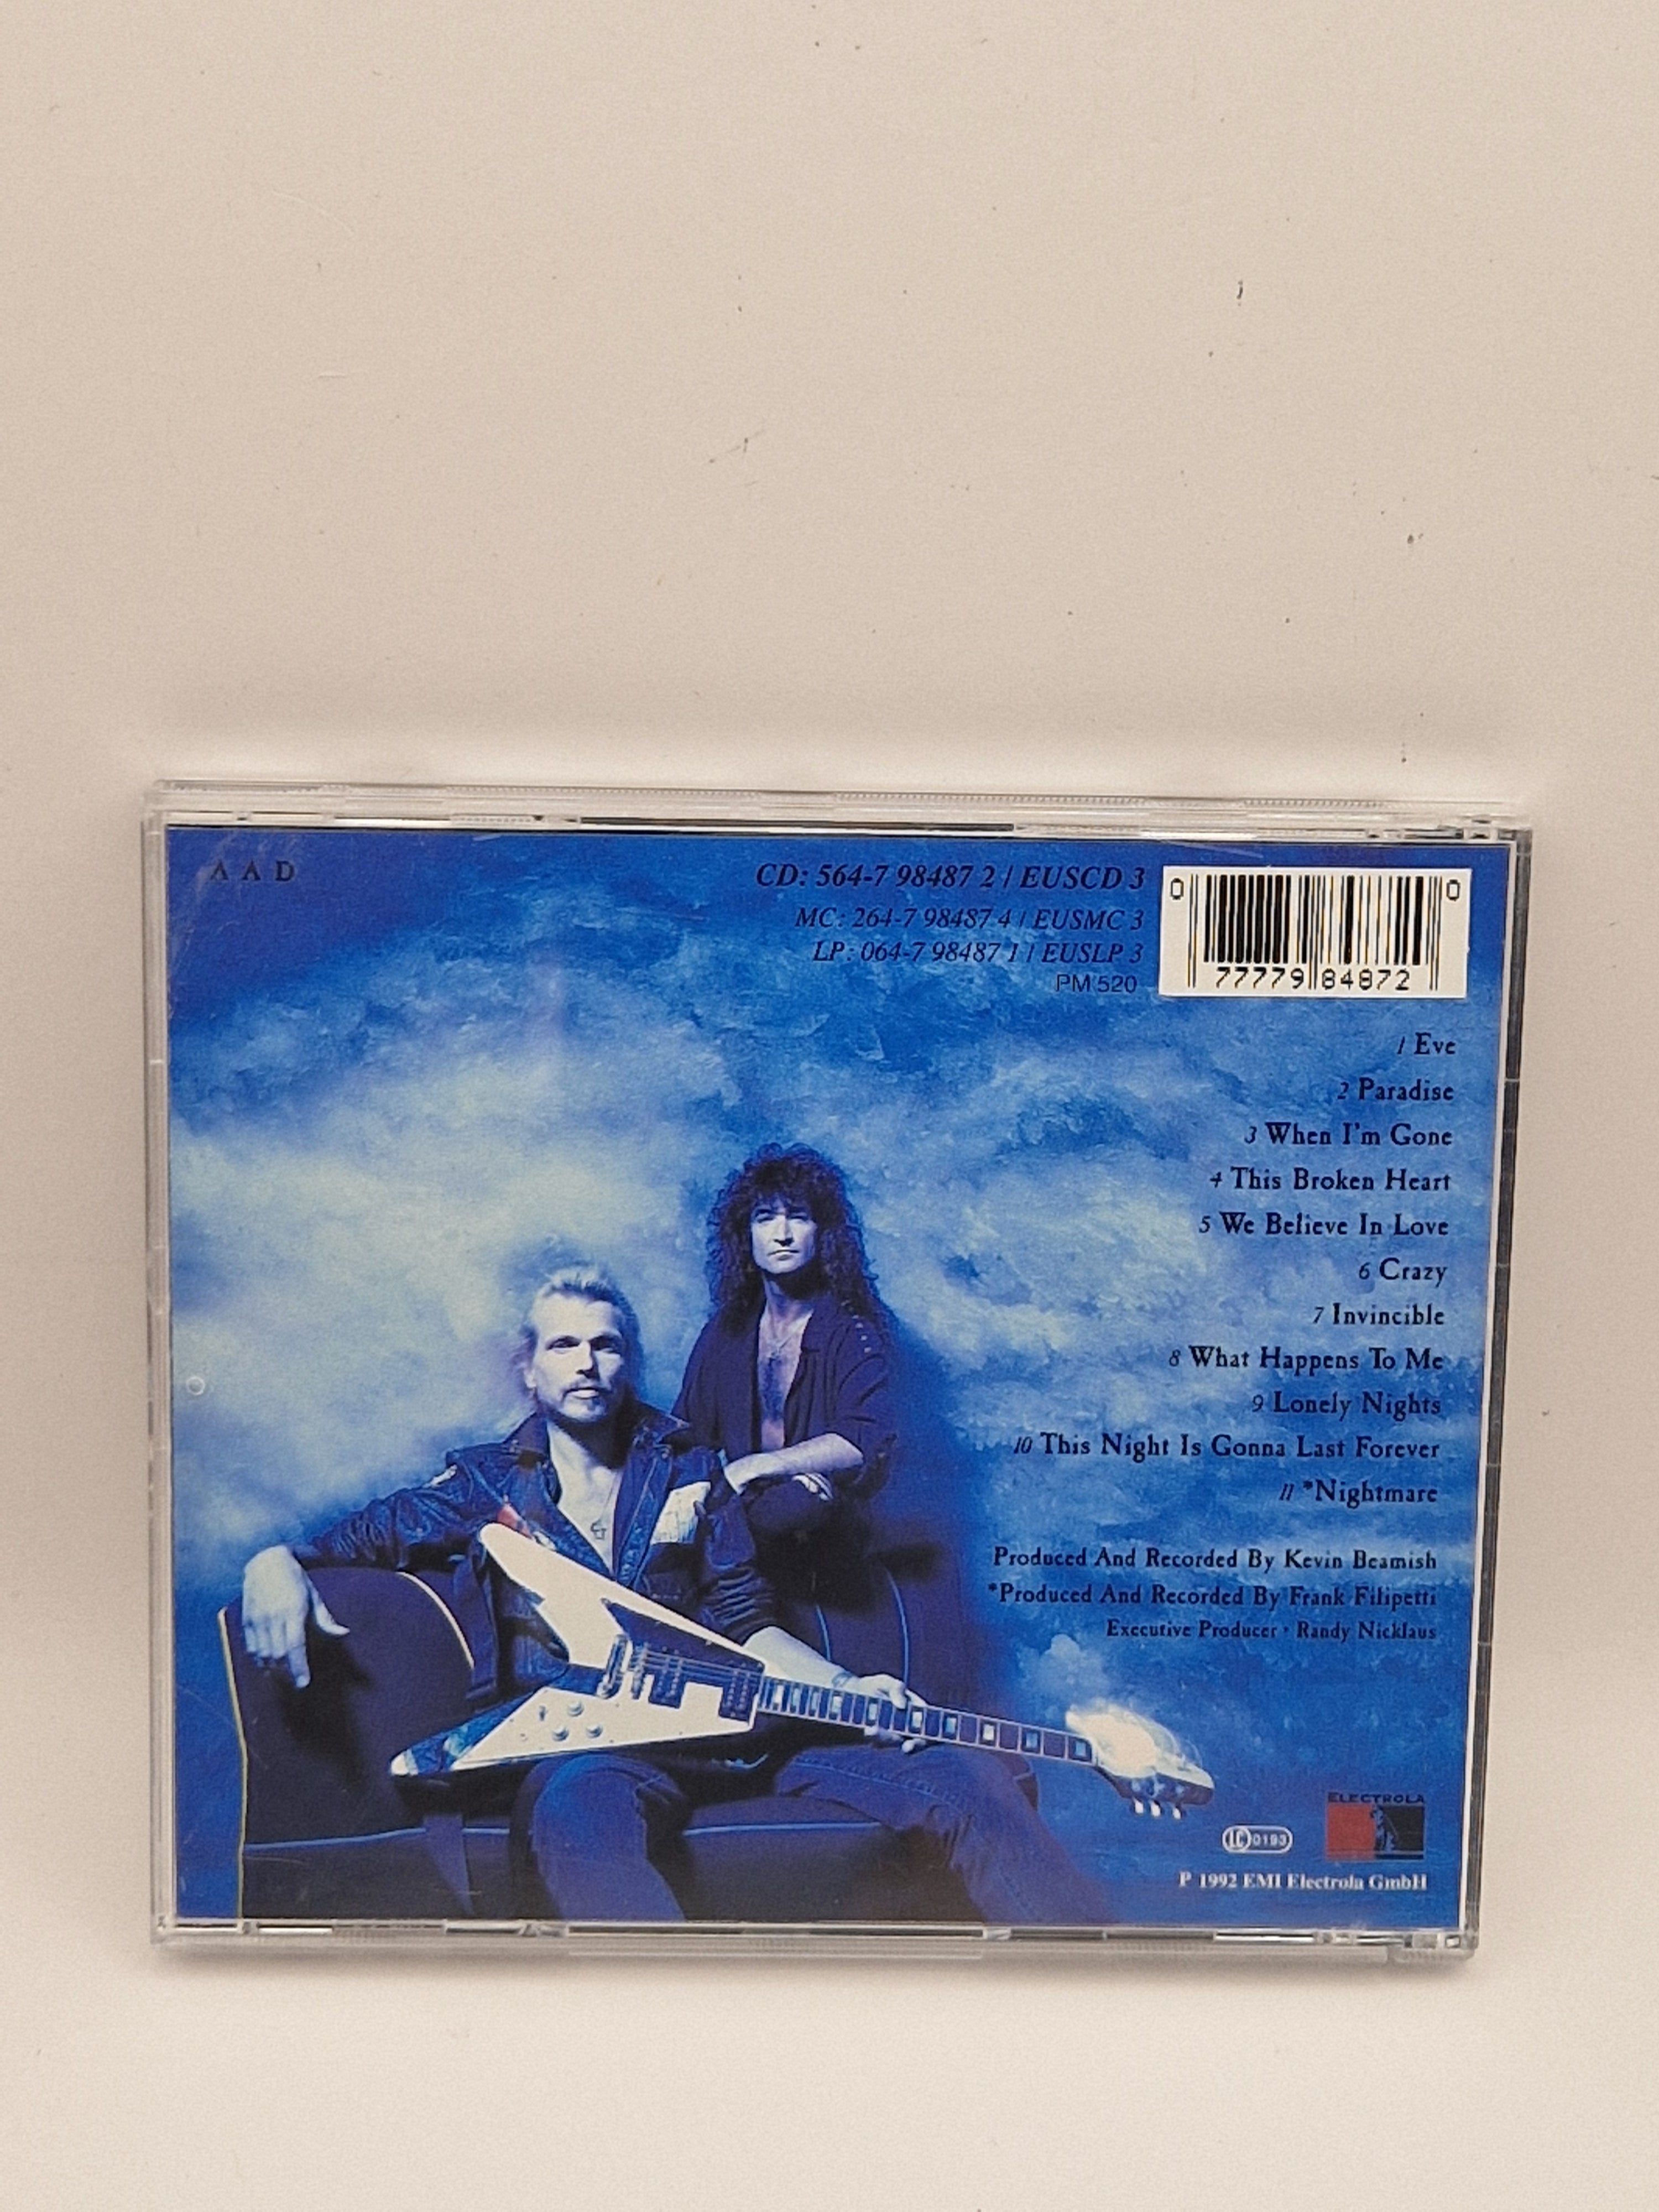 AAD
CD: 564-7 98487 2 / EUSCD 3
MC: 264-7 98487 4 / EUSMC 3
LP: 064-7 98487 1 / EUSLP 3
PM 520
0 77779 84872 0
1 Eve
2 Paradise
3 When I'm Gone
4 This Broken Heart
5 We Believe In Love
6 Crazy
7 Invincible
8 What Happens To Me
9 Lonely Nights
10 This Night Is Gonna Last Forever
11 *Nightmare
Produced And Recorded By Kevin Beamish
*Produced And Recorded By Frank Filipetti
Executive Producer · Randy Nicklaus
ELECTROLA
LC 0193
P 1992 EMI Electrola GmbH